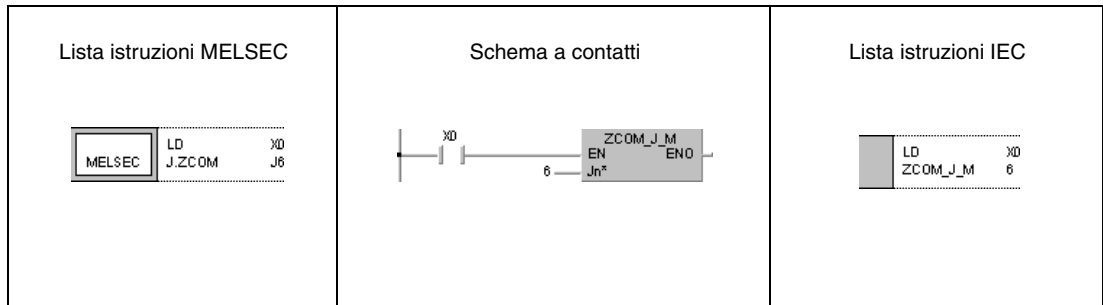 Lista istruzioni MELSEC
MELSEC
LD X0
J.ZCOM J6
Schema a contatti
X0
ZCOM_J_M
EN ENO
6 Jn*
Lista istruzioni IEC
LD X0
ZCOM_J_M 6